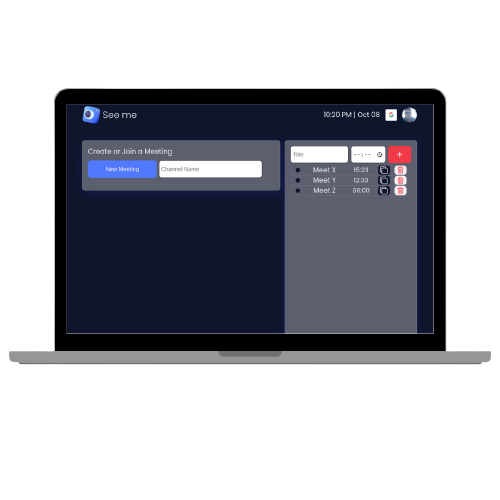 See me
10:20 PM | Oct 08
G
Create or Join a Meeting
New Meeting
Channel Name
Title
--:--
+
Meet X 15:23
Meet Y 12:30
Meet Z 06:00